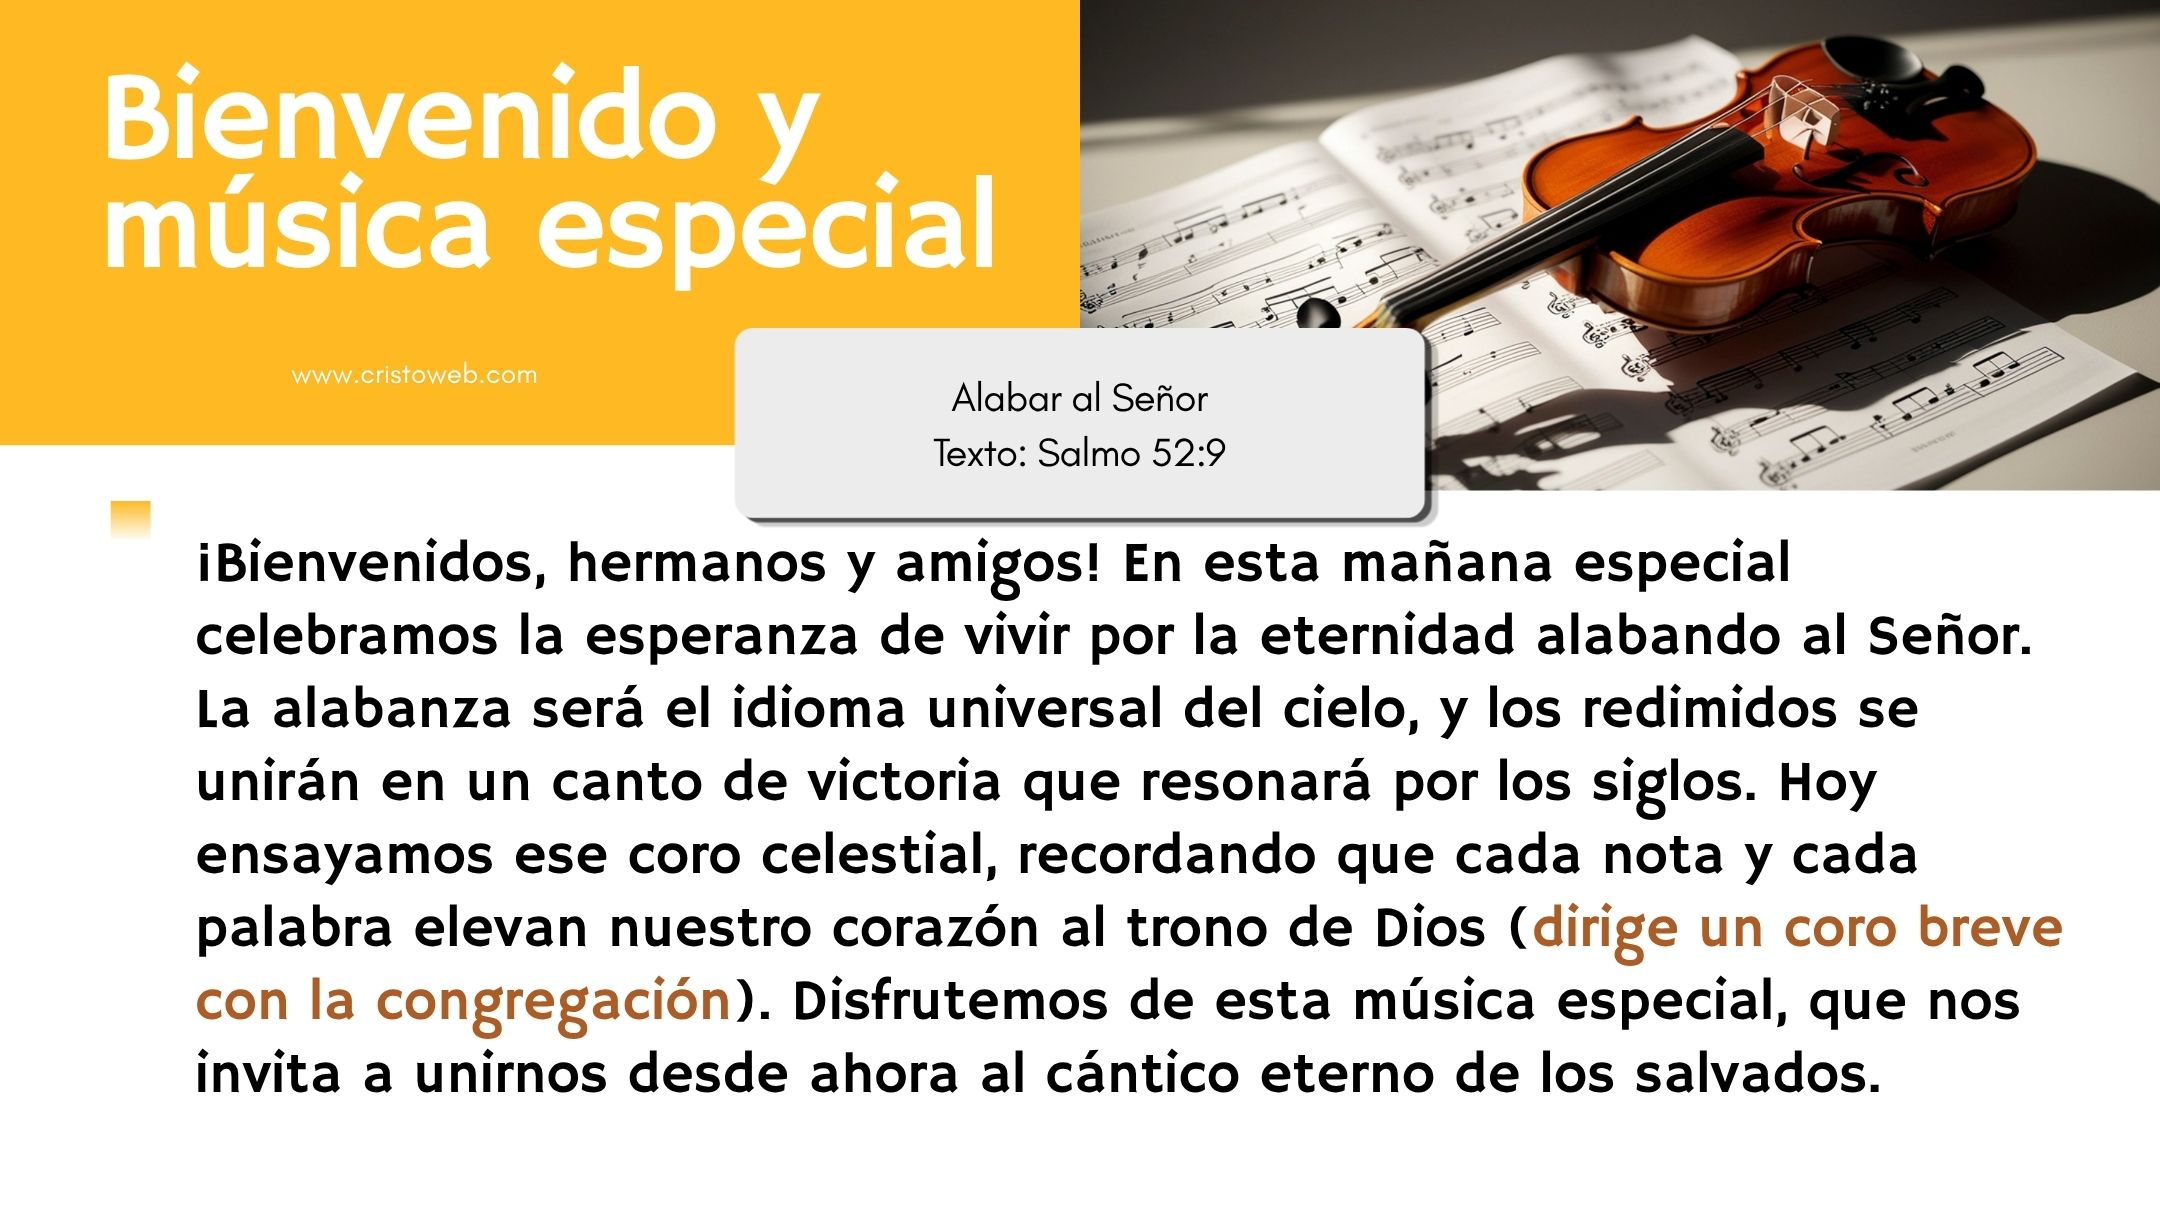 Bienvenido y
música especial
www.cristoweb.com
Alabar al Señor
Texto: Salmo 52:9
¡Bienvenidos, hermanos y amigos! En esta mañana especial
celebramos la esperanza de vivir por la eternidad alabando al Señor.
La alabanza será el idioma universal del cielo, y los redimidos se
unirán en un canto de victoria que resonará por los siglos. Hoy
ensayamos ese coro celestial, recordando que cada nota y cada
palabra elevan nuestro corazón al trono de Dios (dirige un coro breve
con la congregación). Disfrutemos de esta música especial, que nos
invita a unirnos desde ahora al cántico eterno de los salvados.